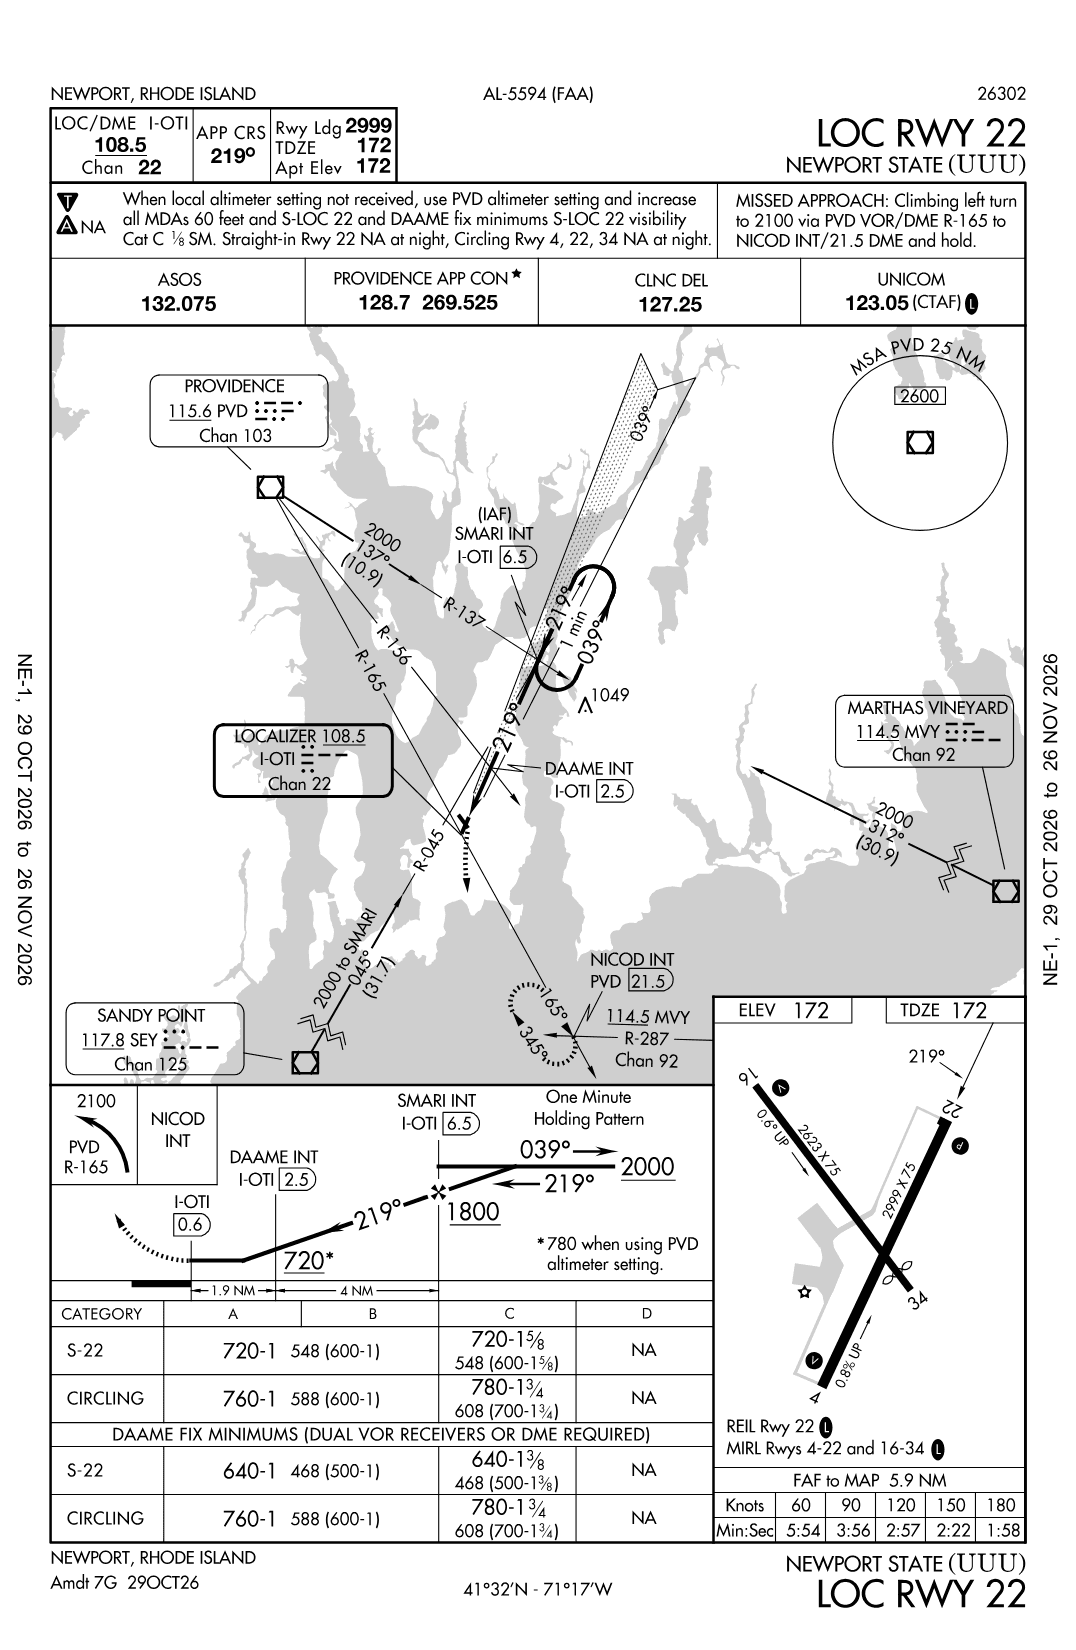 NEWPORT, RHODE ISLAND
AL-5594 (FAA)
26302
LOC/DME I-OTI
108.5
Chan 22
APP CRS
219°
Rwy Ldg 2999
TDZE 172
Apt Elev 172
LOC RWY 22
NEWPORT STATE (UUU)
T
A NA
When local altimeter setting not received, use PVD altimeter setting and increase
all MDAs 60 feet and S-LOC 22 and DAAME fix minimums S-LOC 22 visibility
Cat C ⅛ SM. Straight-in Rwy 22 NA at night, Circling Rwy 4, 22, 34 NA at night.
MISSED APPROACH: Climbing left turn
to 2100 via PVD VOR/DME R-165 to
NICOD INT/21.5 DME and hold.
ASOS
132.075
PROVIDENCE APP CON★
128.7 269.525
CLNC DEL
127.25
UNICOM
123.05 (CTAF) L
PROVIDENCE
115.6 PVD
Chan 103
MSA PVD 25 NM
2600
039°
(IAF)
SMARI INT
I-OTI 6.5
2000
137°
(10.9)
R-137
R-156
R-165
219°
1 min
039°
1049
219°
LOCALIZER 108.5
I-OTI
Chan 22
DAAME INT
I-OTI 2.5
MARTHAS VINEYARD
114.5 MVY
Chan 92
2000
312°
(30.9)
R-045
2000 to SMARI
045°
(31.7)
SANDY POINT
117.8 SEY
Chan 125
NICOD INT
PVD 21.5
165°
345°
114.5 MVY
R-287
Chan 92
NE-1, 29 OCT 2026 to 26 NOV 2026
NE-1, 29 OCT 2026 to 26 NOV 2026
ELEV 172
TDZE 172
219°
16
22
V
P
0.6° UP
2623 X 75
2999 X 75
34
V
0.8% UP
4
REIL Rwy 22 L
MIRL Rwys 4-22 and 16-34 L
FAF to MAP 5.9 NM
Knots 60 90 120 150 180
Min:Sec 5:54 3:56 2:57 2:22 1:58
2100
PVD
R-165
NICOD
INT
I-OTI
0.6
DAAME INT
I-OTI 2.5
SMARI INT
I-OTI 6.5
One Minute
Holding Pattern
039°
2000
219°
219°
1800
720*
*780 when using PVD
altimeter setting.
1.9 NM
4 NM
CATEGORY A B C D
S-22 720-1 548 (600-1) 720-1⅝ 548 (600-1⅝) NA
CIRCLING 760-1 588 (600-1) 780-1¾ 608 (700-1¾) NA
DAAME FIX MINIMUMS (DUAL VOR RECEIVERS OR DME REQUIRED)
S-22 640-1 468 (500-1) 640-1⅜ 468 (500-1⅜) NA
CIRCLING 760-1 588 (600-1) 780-1¾ 608 (700-1¾) NA
NEWPORT, RHODE ISLAND
Amdt 7G 29OCT26
41°32'N - 71°17'W
NEWPORT STATE (UUU)
LOC RWY 22